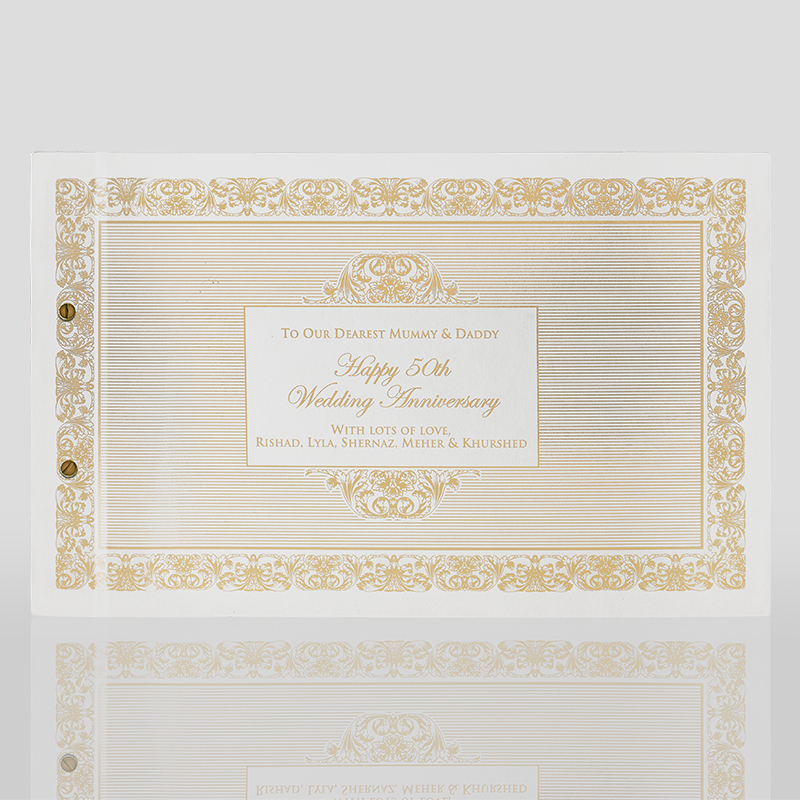 To Our Dearest Mummy & Daddy
Happy 50th
Wedding Anniversary
With lots of love,
Rishad, Lyla, Shernaz, Meher & Khurshed